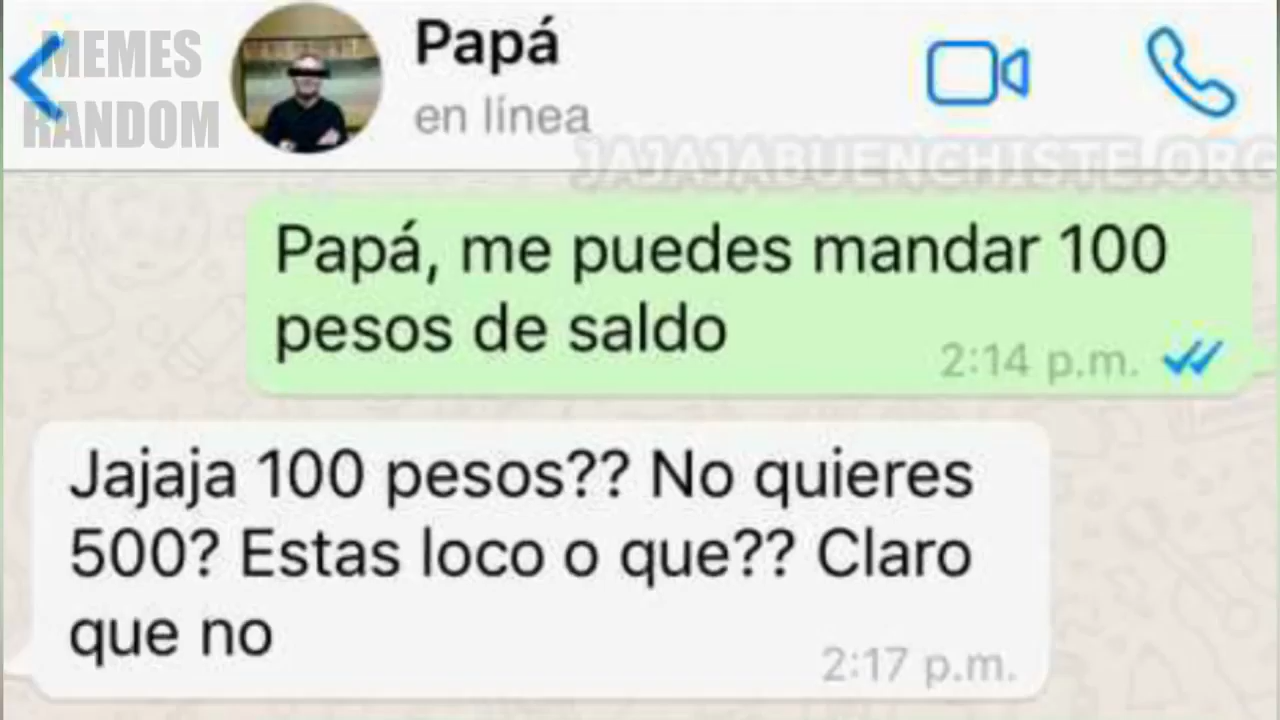 MEMES
RANDOM
Papá
en línea
JAJAJABUENCHISTE.ORG
Papá, me puedes mandar 100
pesos de saldo
2:14 p.m.
Jajaja 100 pesos?? No quieres
500? Estas loco o que?? Claro
que no
2:17 p.m.